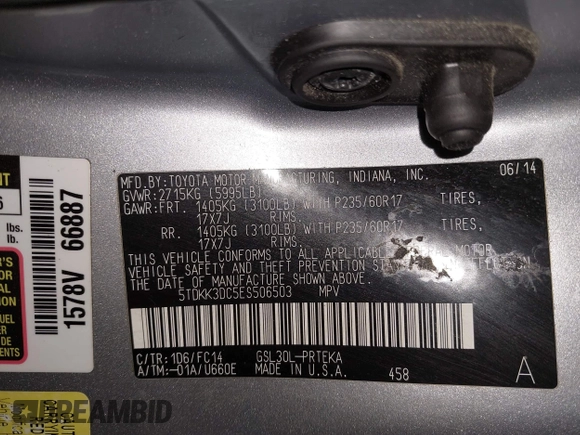 MFD.BY:TOYOTA MOTOR MANUFACTURING, INDIANA, INC. 06/14
GVWR:2715KG (5995LB)
GAWR:FRT. 1405KG (3100LB) WITH P235/60R17 TIRES,
17X7J RIMS.
RR. 1405KG (3100LB) WITH P235/60R17 TIRES,
17X7J RIMS.
THIS VEHICLE CONFORMS TO ALL APPLICABLE MOTOR
VEHICLE SAFETY AND THEFT PREVENTION
THE DATE OF MANUFACTURE SHOWN ABOVE.
5TDKK3DC5ES506503 MPV
C/TR:1D6/FC14 GSL30L-PRTEKA
A/TM:-01A/U660E MADE IN U.S.A. 458 A
lbs.
lb.
1578V 66887
DREAMBID